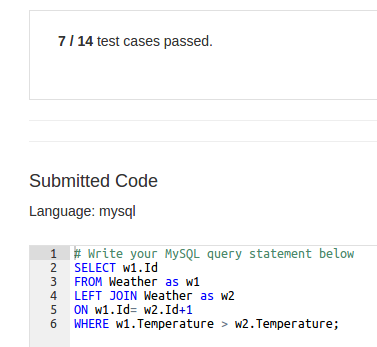 7 / 14 test cases passed.
Submitted Code
Language: mysql
1 # Write your MySQL query statement below
2 SELECT w1.Id
3 FROM Weather as w1
4 LEFT JOIN Weather as w2
5 ON w1.Id= w2.Id+1
6 WHERE w1.Temperature > w2.Temperature;